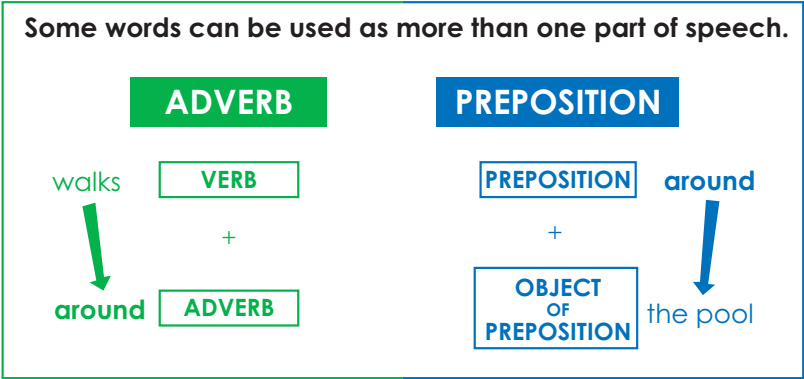 Some words can be used as more than one part of speech.
ADVERB
walks VERB
+
around ADVERB
PREPOSITION
PREPOSITION around
+
OBJECT
OF
PREPOSITION
the pool